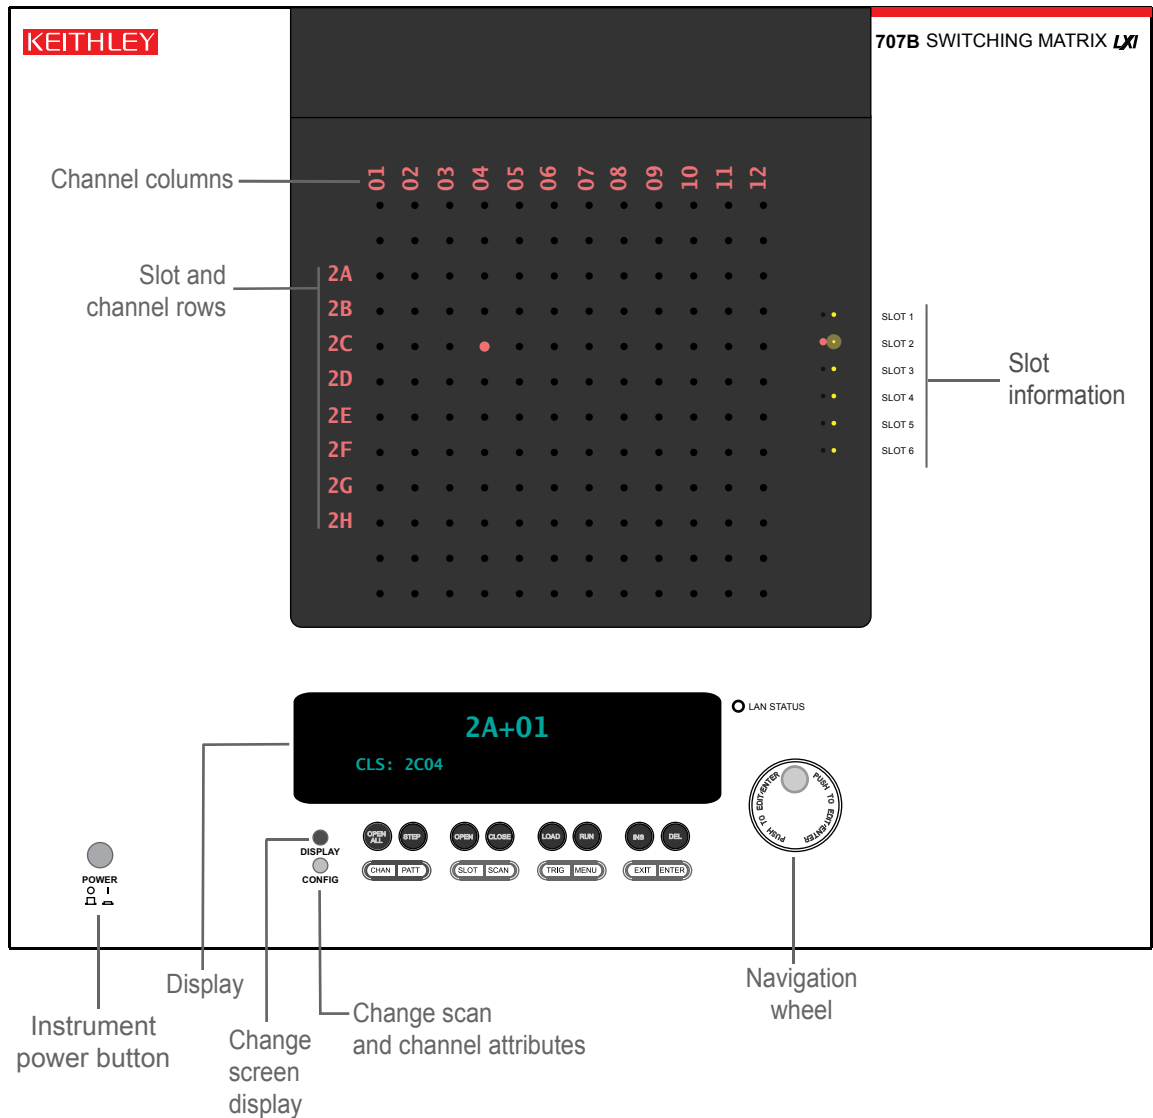 KEITHLEY
707B SWITCHING MATRIX LXI
Channel columns
01 02 03 04 05 06 07 08 09 10 11 12
Slot and
channel rows
2A
2B
2C
2D
2E
2F
2G
2H
SLOT 1
SLOT 2
SLOT 3
SLOT 4
SLOT 5
SLOT 6
Slot
information
2A+01
CLS: 2C04
LAN STATUS
PUSH TO EDIT/ENTER
PUSH TO EDIT/ENTER
OPEN ALL
STEP
OPEN
CLOSE
LOAD
RUN
INS
DEL
DISPLAY
CONFIG
CHAN PATT
SLOT SCAN
TRIG MENU
EXIT ENTER
POWER
O I
Display
Instrument
power button
Change
screen
display
Change scan
and channel attributes
Navigation
wheel